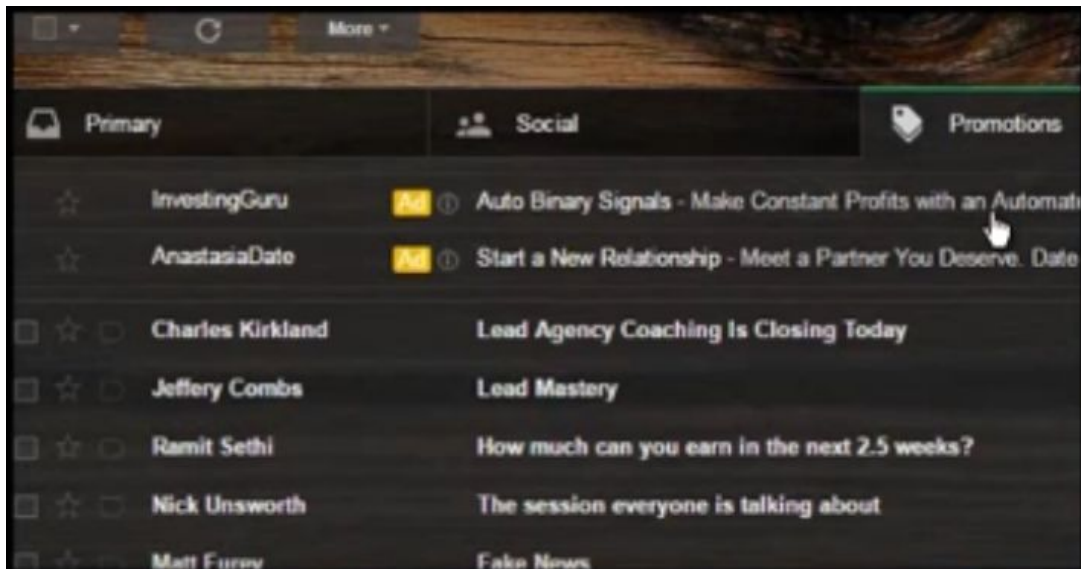 More
Primary Social Promotions
InvestingGuru Ad Auto Binary Signals - Make Constant Profits with an Automati
AnastasiaDate Ad Start a New Relationship - Meet a Partner You Deserve. Date
Charles Kirkland Lead Agency Coaching Is Closing Today
Jeffery Combs Lead Mastery
Ramit Sethi How much can you earn in the next 2.5 weeks?
Nick Unsworth The session everyone is talking about
Matt Furey Fake News